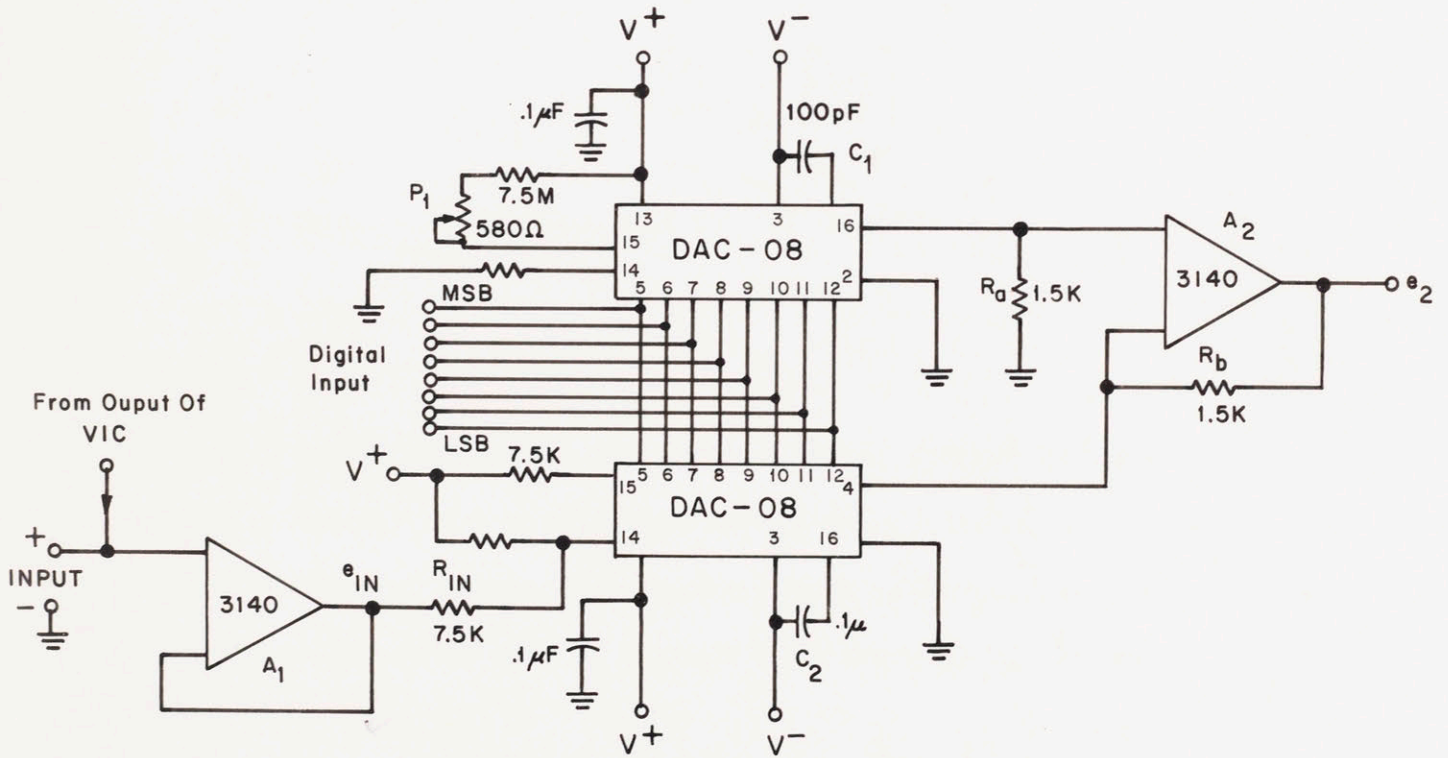 V+
V−
.1μF
100pF
C1
7.5M
P1
580Ω
13
3
16
15
DAC-08
14
2
5 6 7 8 9 10 11 12
A2
3140
e2
Ra
1.5K
Rb
1.5K
MSB
Digital
Input
LSB
From Ouput Of
VIC
V+
7.5K
5 6 7 8 9 10 11 12
15
4
DAC-08
14
3
16
+
INPUT
−
3140
A1
eIN
RIN
7.5K
.1μF
.1μ
C2
V+
V−